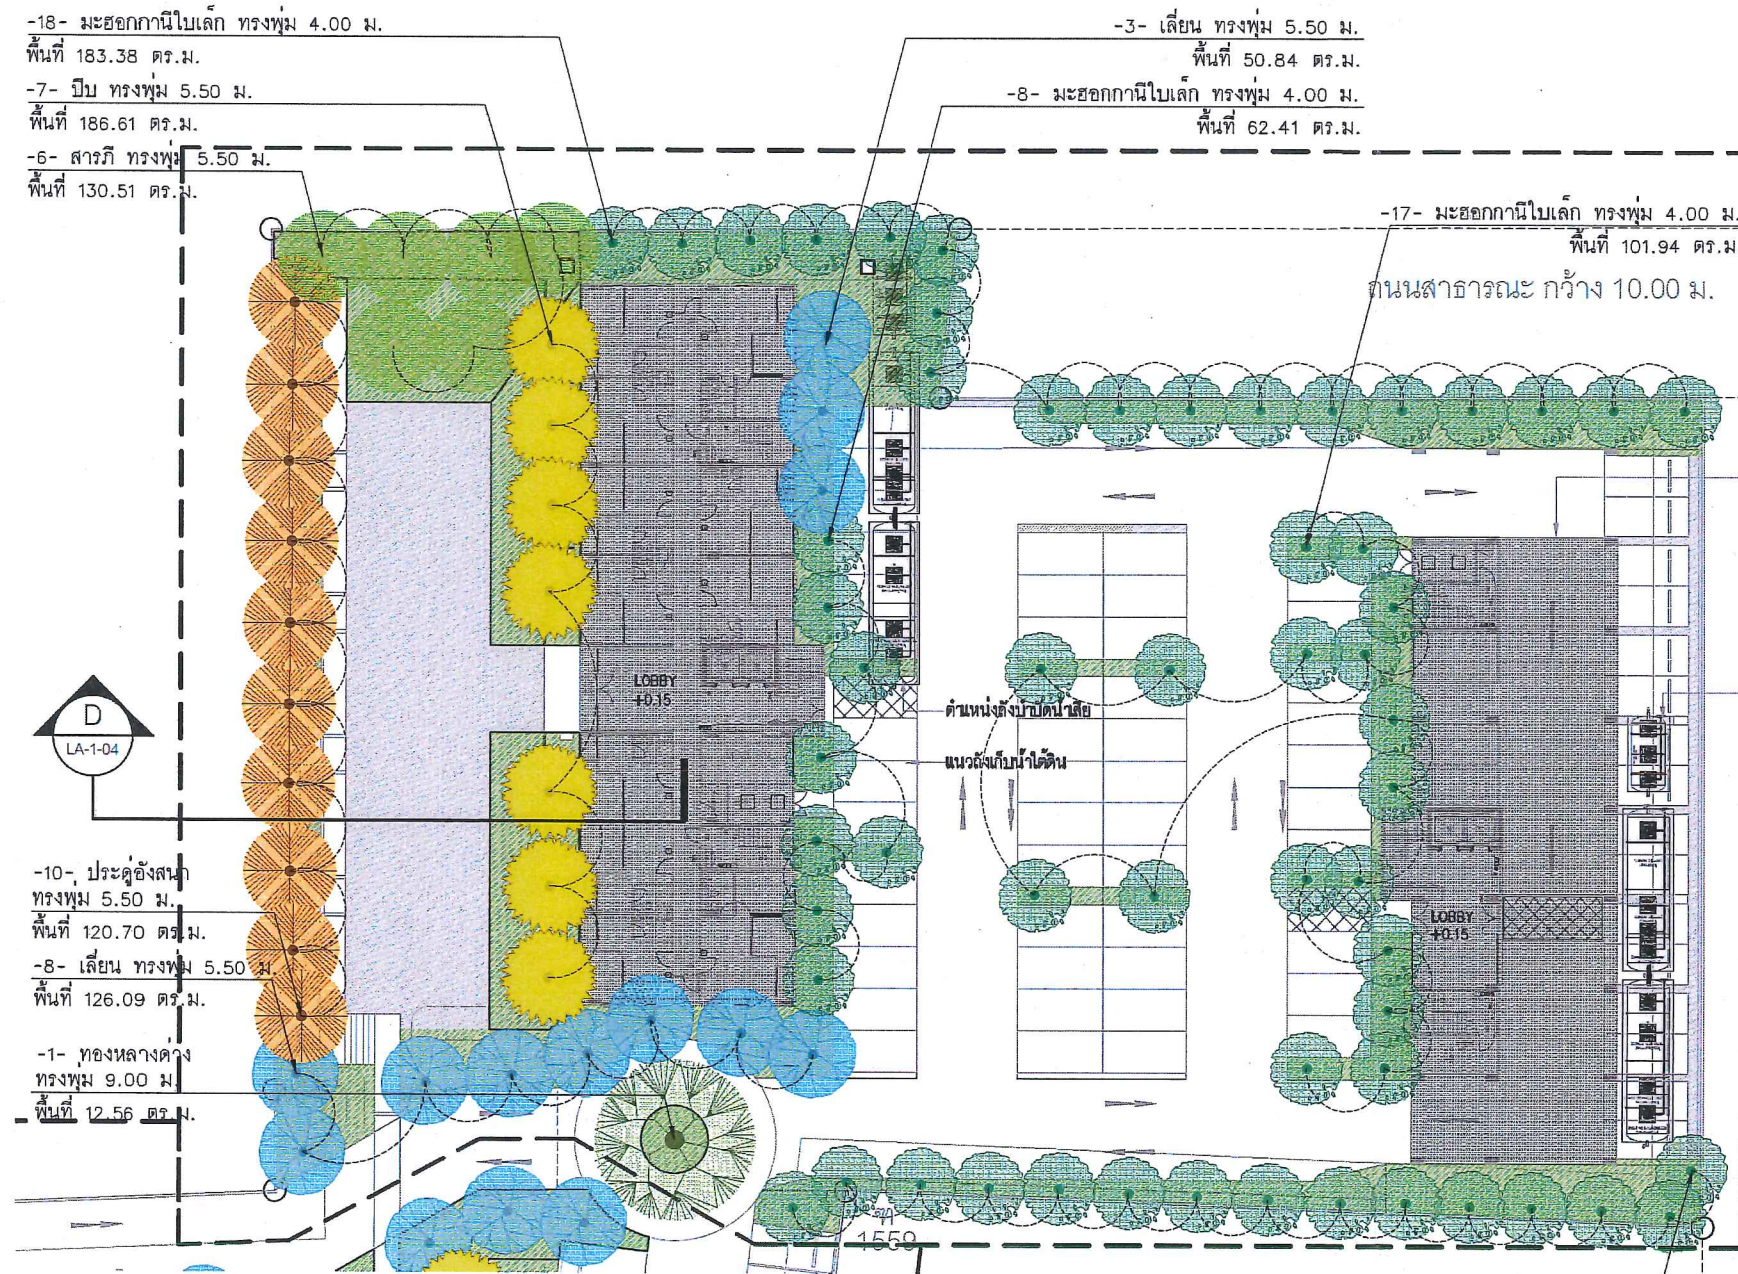 -18- มะฮอกกานีใบเล็ก ทรงพุ่ม 4.00 ม.
พื้นที่ 183.38 ตร.ม.
-7- ปีบ ทรงพุ่ม 5.50 ม.
พื้นที่ 186.61 ตร.ม.
-6- สารภี ทรงพุ่ม 5.50 ม.
พื้นที่ 130.51 ตร.ม.
-3- เลี่ยน ทรงพุ่ม 5.50 ม.
พื้นที่ 50.84 ตร.ม.
-8- มะฮอกกานีใบเล็ก ทรงพุ่ม 4.00 ม.
พื้นที่ 62.41 ตร.ม.
-17- มะฮอกกานีใบเล็ก ทรงพุ่ม 4.00 ม.
พื้นที่ 101.94 ตร.ม
ถนนสาธารณะ กว้าง 10.00 ม.
LOBBY
+0.15
D
LA-1-04
ตำแหน่งถังบำบัดน้ำเสีย
แนวถังเก็บน้ำใต้ดิน
LOBBY
+0.15
-10- ประดู่อังสนา
ทรงพุ่ม 5.50 ม.
พื้นที่ 120.70 ตร.ม.
-8- เลี่ยน ทรงพุ่ม 5.50 ม.
พื้นที่ 126.09 ตร.ม.
-1- ทองหลางด่าง
ทรงพุ่ม 9.00 ม.
พื้นที่ 12.56 ตร.ม.
1559